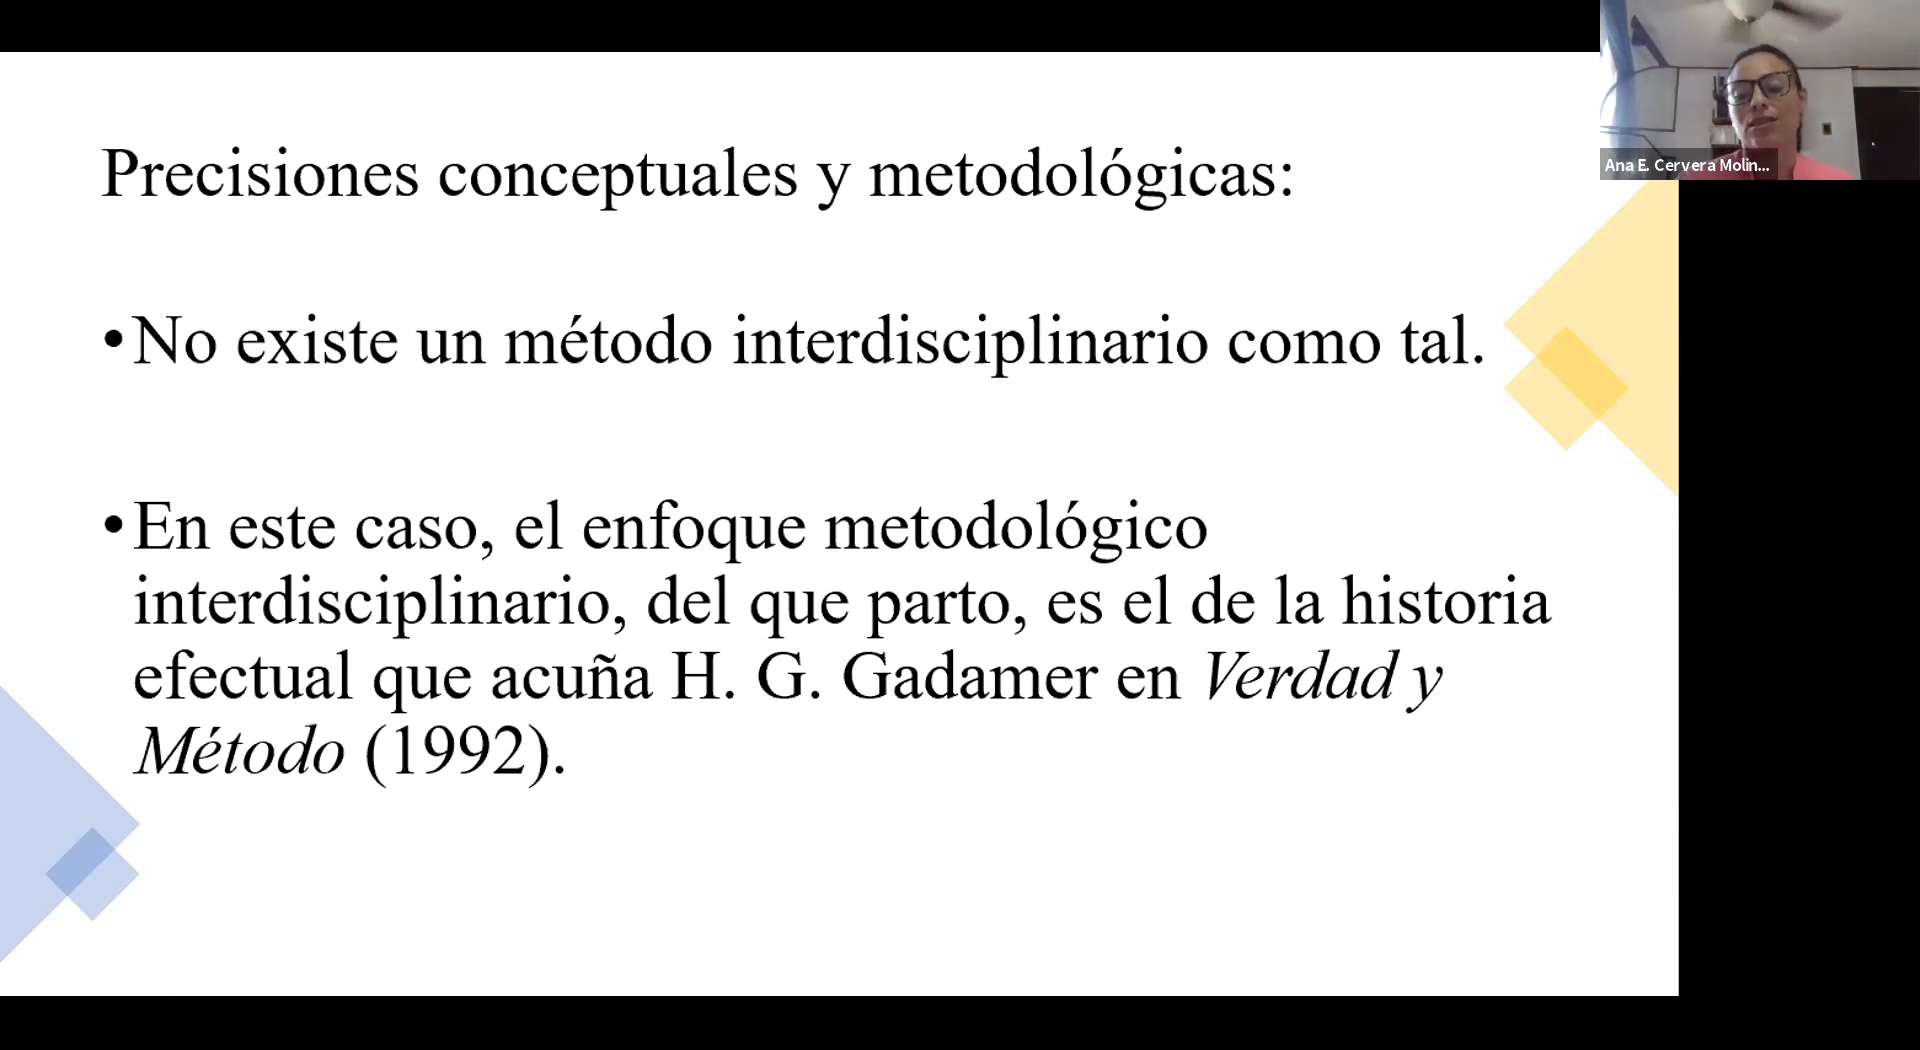 Precisiones conceptuales y metodológicas:
•No existe un método interdisciplinario como tal.
•En este caso, el enfoque metodológico
interdisciplinario, del que parto, es el de la historia
efectual que acuña H. G. Gadamer en Verdad y
Método (1992).
Ana E. Cervera Molin...